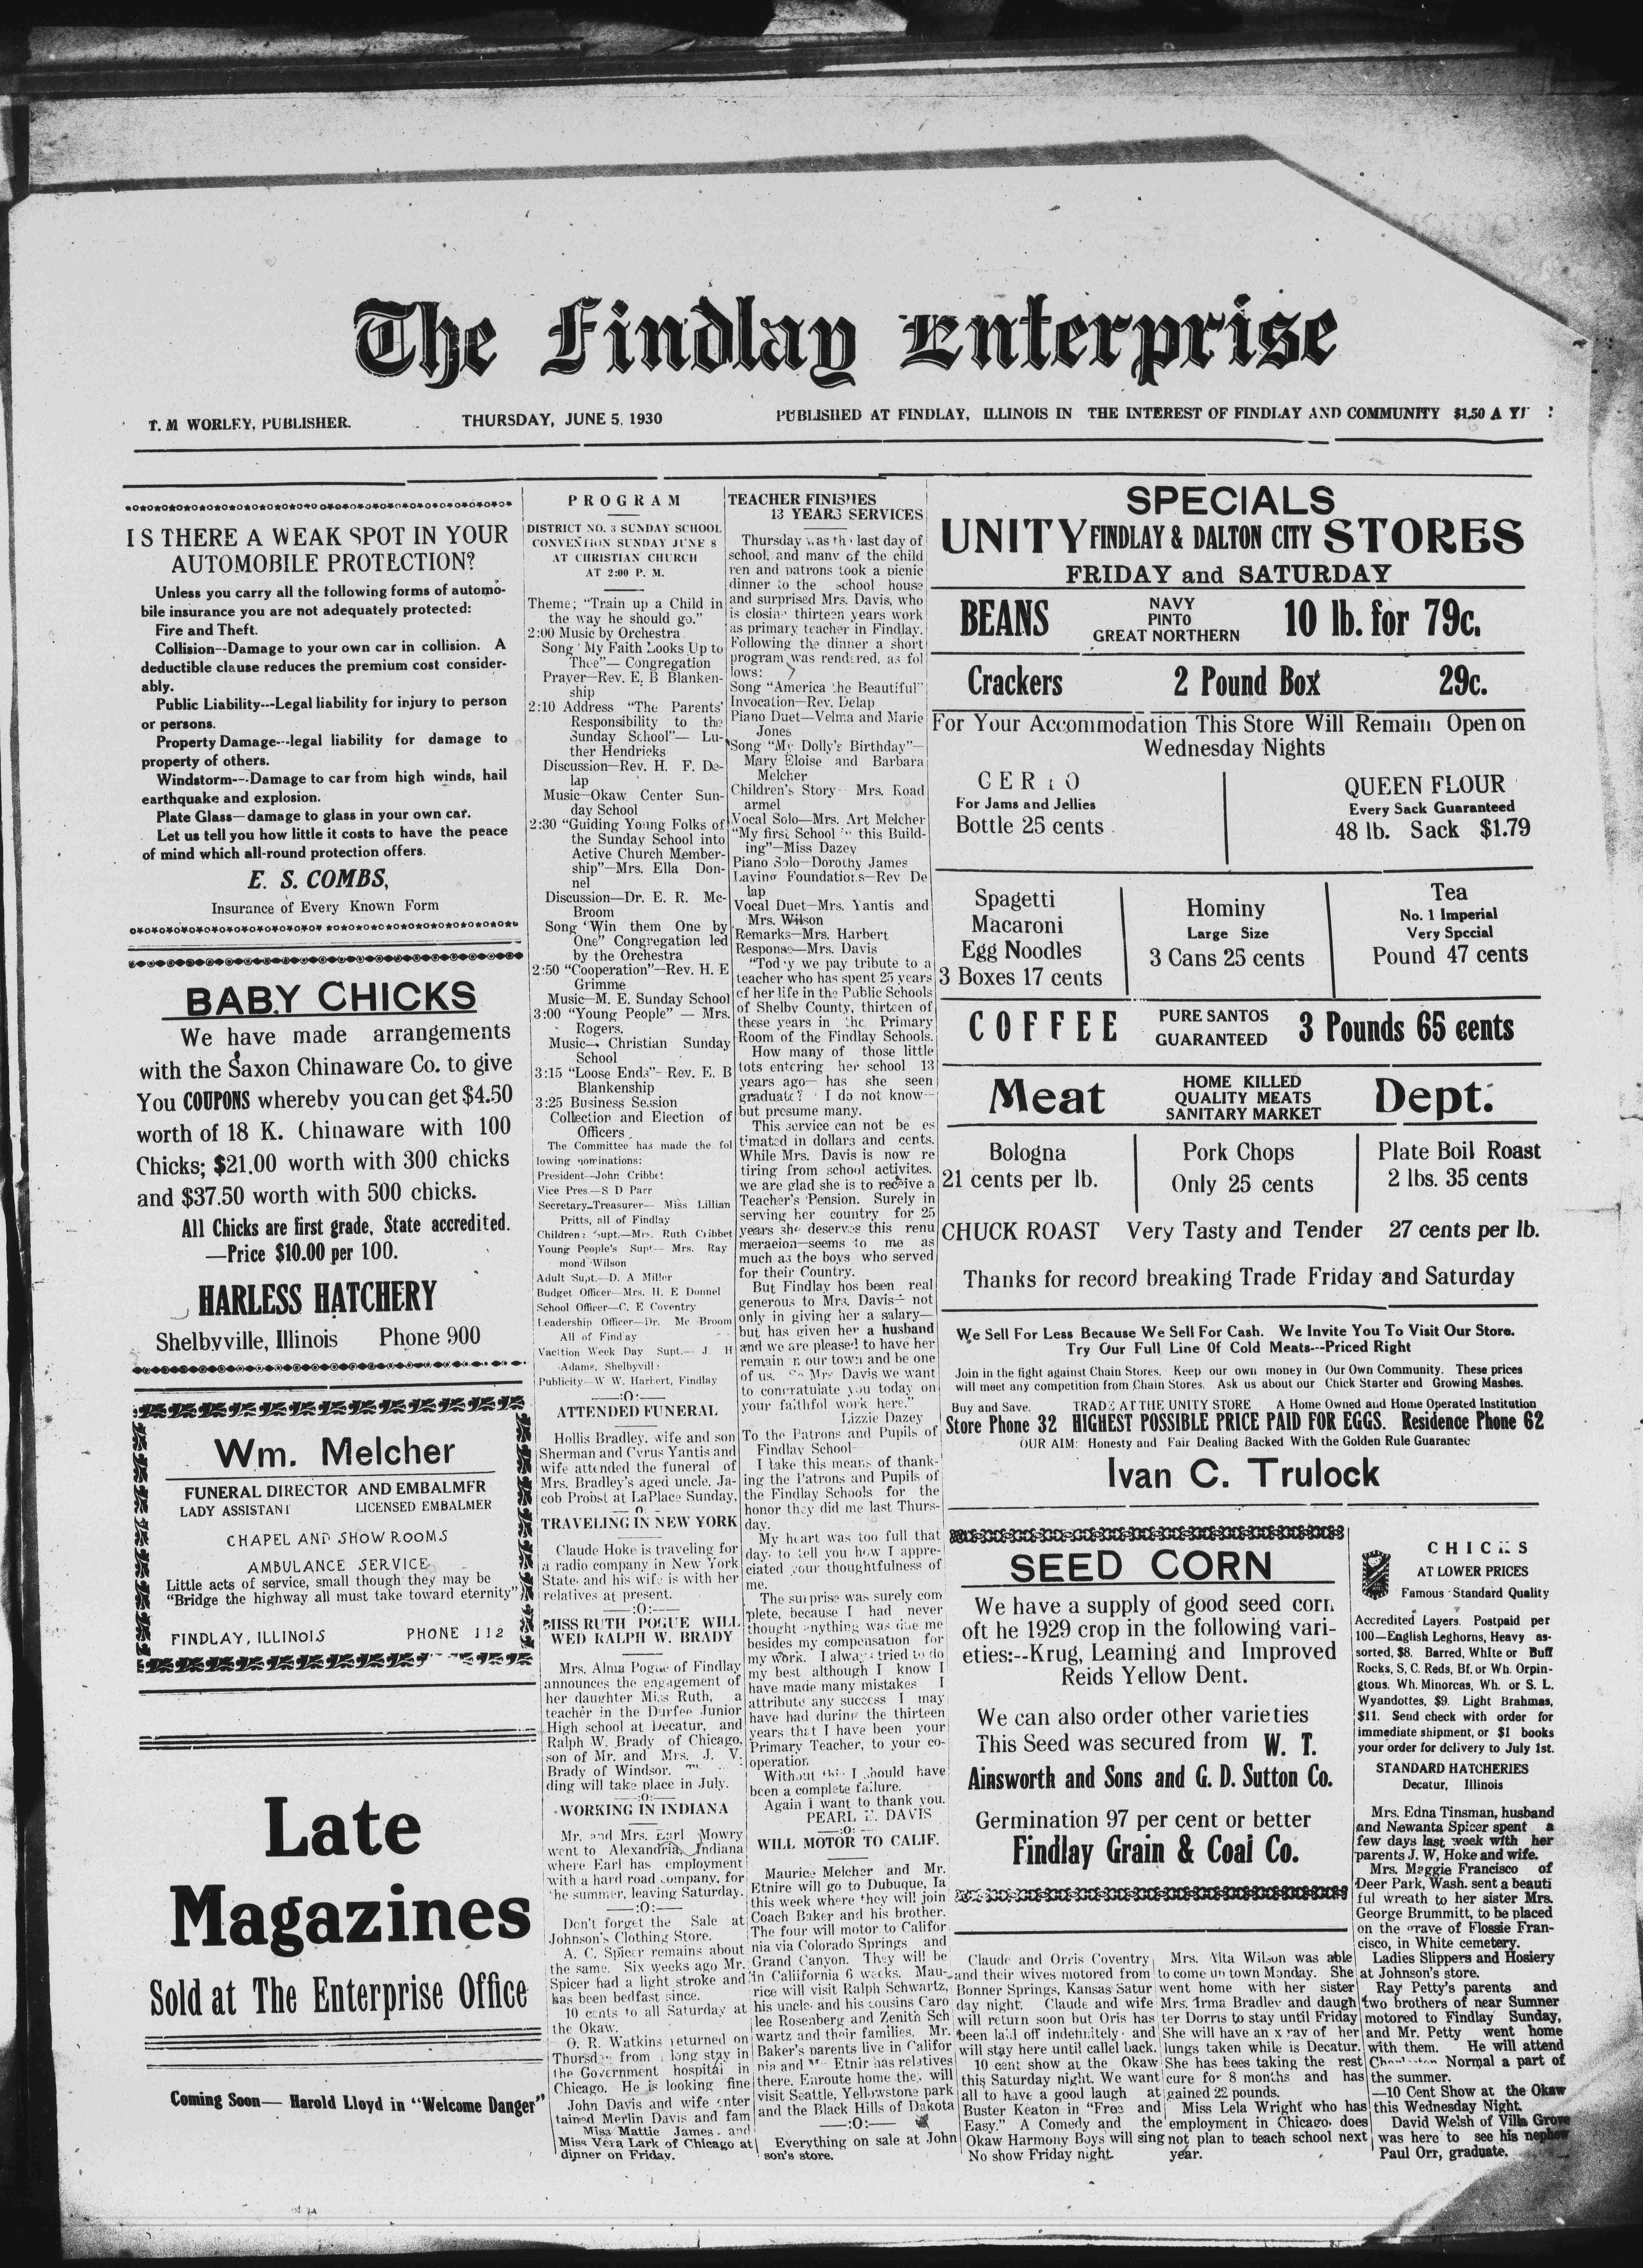 The Findlay Enterprise
T. M WORLEY, PUBLISHER. THURSDAY, JUNE 5, 1930 PUBLISHED AT FINDLAY, ILLINOIS IN THE INTEREST OF FINDLAY AND COMMUNITY $1.50 A
IS THERE A WEAK SPOT IN YOUR
AUTOMOBILE PROTECTION?
Unless you carry all the following forms of automo-
bile insurance you are not adequately protected:
Fire and Theft.
Collision--Damage to your own car in collision. A
deductible clause reduces the premium cost consider-
ably.
Public Liability---Legal liability for injury to person
or persons.
Property Damage---legal liability for damage to
property of others.
Windstorm---Damage to car from high winds, hail
earthquake and explosion.
Plate Glass—damage to glass in your own car.
Let us tell you how little it costs to have the peace
of mind which all-round protection offers.
E. S. COMBS,
Insurance of Every Known Form
BABY CHICKS
We have made arrangements
with the Saxon Chinaware Co. to give
You COUPONS whereby you can get $4.50
worth of 18 K. Chinaware with 100
Chicks; $21.00 worth with 300 chicks
and $37.50 worth with 500 chicks.
All Chicks are first grade, State accredited.
—Price $10.00 per 100.
HARLESS HATCHERY
Shelbyville, Illinois Phone 900
Wm. Melcher
FUNERAL DIRECTOR AND EMBALMER
LADY ASSISTANT LICENSED EMBALMER
CHAPEL AND SHOW ROOMS
AMBULANCE SERVICE
Little acts of service, small though they may be
"Bridge the highway all must take toward eternity"
FINDLAY, ILLINOIS PHONE 112
Late
Magazines
Sold at The Enterprise Office
Coming Soon— Harold Lloyd in "Welcome Danger"
PROGRAM
DISTRICT NO. 3 SUNDAY SCHOOL
CONVENTION SUNDAY JUNE 8
AT CHRISTIAN CHURCH
AT 2:00 P. M.
Theme; "Train up a Child in
the way he should go."
2:00 Music by Orchestra
Song "My Faith Looks Up to
Thee"— Congregation
Prayer—Rev. E. B Blanken-
ship
2:10 Address "The Parents'
Responsibility to the
Sunday School"— Lu-
ther Hendricks
Discussion—Rev. H. F. De-
lap
Music—Okaw Center Sun-
day School
2:30 "Guiding Young Folks of
the Sunday School into
Active Church Member-
ship"—Mrs. Ella Don-
nel
Discussion—Dr. E. R. Mc-
Broom
Song 'Win them One by
One" Congregation led
by the Orchestra
2:50 "Cooperation"—Rev. H. E
Grimme
Music—M. E. Sunday School
3:00 "Young People" — Mrs.
Rogers.
Music— Christian Sunday
School
3:15 "Loose Ends"- Rev. E. B
Blankenship
3:25 Business Session
Collection and Election of
Officers
The Committee has made the fol
lowing nominations:
President—John Cribbet
Vice Pres.—S D Parr
Secretary-Treasurer— Miss Lillian
Pritts, all of Findlay
Children: Supt.—Mrs. Ruth Cribbet
Young People's Supt— Mrs. Ray
mond Wilson
Adult Supt.—D. A Miller
Budget Officer—Mrs. H. E Donnel
School Officer—C. E Coventry
Leadership Officer—Dr. Mc Broom
All of Findlay
Vacition Week Day Supt.— J. H
Adams, Shelbyville
Publicity—W W. Harbert, Findlay
—:O:—
ATTENDED FUNERAL
Hollis Bradley, wife and son
Sherman and Cyrus Yantis and
wife attended the funeral of
Mrs. Bradley's aged uncle, Ja-
cob Probst at LaPlace Sunday.
—:O:—
TRAVELING IN NEW YORK
Claude Hoke is traveling for
a radio company in New York
State and his wife is with her
relatives at present.
—:O:—
MISS RUTH POGUE WILL
WED RALPH W. BRADY
Mrs. Alma Pogue of Findlay
announces the engagement of
her daughter Miss Ruth, a
teacher in the Durfee Junior
High school at Decatur, and
Ralph W. Brady of Chicago,
son of Mr. and Mrs. J. V.
Brady of Windsor.
ding will take place in July.
—:O:—
WORKING IN INDIANA
Mr. and Mrs. Earl Mowry
went to Alexandria, Indiana
where Earl has employment
with a hard road company, for
the summer, leaving Saturday.
—:O:—
Don't forget the Sale at
Johnson's Clothing Store.
A. C. Spicer remains about
the same. Six weeks ago Mr.
Spicer had a light stroke and
has been bedfast since.
10 cents to all Saturday at
the Okaw.
O. R. Watkins returned on
Thursday from a long stay in
the Government hospital in
Chicago. He is looking fine
John Davis and wife enter
tained Merlin Davis and fam
Miss Mattie James and
Miss Vera Lark of Chicago at
dinner on Friday.
TEACHER FINISHES
13 YEARS SERVICES
Thursday was the last day of
school, and many of the child
ren and patrons took a picnic
dinner to the school house
and surprised Mrs. Davis, who
is closing thirteen years work
as primary teacher in Findlay.
Following the dinner a short
program was rendered, as fol
lows:
Song "America the Beautiful"
Invocation—Rev. Delap
Piano Duet—Velma and Marie
Jones
Song "My Dolly's Birthday"—
Mary Eloise and Barbara
Melcher
Children's Story- Mrs. Road
armel
Vocal Solo—Mrs. Art Melcher
"My first School in this Build-
ing"—Miss Dazey
Piano Solo—Dorothy James
Laying Foundations—Rev De
lap
Vocal Duet—Mrs. Yantis and
Mrs. Wilson
Remarks—Mrs. Harbert
Response—Mrs. Davis
"Today we pay tribute to a
teacher who has spent 25 years
of her life in the Public Schools
of Shelby County, thirteen of
these years in the Primary
Room of the Findlay Schools.
How many of those little
tots entering her school 13
years ago— has she seen
graduate? I do not know—
but presume many.
This service can not be es
timated in dollars and cents.
While Mrs. Davis is now re
tiring from school activites.
we are glad she is to receive a
Teacher's Pension. Surely in
serving her country for 25
years she deserves this renu
meraeion—seems to me as
much as the boys who served
for their Country.
But Findlay hos been real
generous to Mrs. Davis— not
only in giving her a salary—
but has given her a husband
and we are pleased to have her
remain in our town and be one
of us. So Mrs Davis we want
to congratulate you today on
your faithful work here."
Lizzie Dazey
To the Patrons and Pupils of
Findlay School—
I take this means of thank-
ing the Patrons and Pupils of
the Findlay Schools for the
honor they did me last Thurs-
day.
My heart was too full that
day, to tell you how I appre-
ciated your thoughtfulness of
me.
The surprise was surely com
plete, because I had never
thought anything was due me
besides my compensation for
my work. I always tried to do
my best although I know I
have made many mistakes I
attribute any success I may
have had during the thirteen
years that I have been your
Primary Teacher, to your co-
operation
Without this I should have
been a complete failure.
Again I want to thank you.
PEARL DAVIS
—:O:—
WILL MOTOR TO CALIF.
Maurice Melcher and Mr.
Etnire will go to Dubuque, Ia
this week where they will join
Coach Baker and his brother.
The four will motor to Califor
nia via Colorado Springs and
Grand Canyon. They will be
in California 6 weeks. Mau-
rice will visit Ralph Schwartz,
his uncle, and his cousins Caro
lee Rosenberg and Zenith Sch
wartz and their families. Mr.
Baker's parents live in Califor
nia and Mr Etnir has relatives
there. Enroute home they will
visit Seattle, Yellowstone park
and the Black Hills of Dakota
—:O:—
Everything on sale at John
son's store.
SPECIALS
UNITY FINDLAY & DALTON CITY STORES
FRIDAY and SATURDAY
BEANS NAVY PINTO GREAT NORTHERN 10 lb. for 79c.
Crackers 2 Pound Box 29c.
For Your Accommodation This Store Will Remain Open on
Wednesday Nights
CERTO
For Jams and Jellies
Bottle 25 cents
QUEEN FLOUR
Every Sack Guaranteed
48 lb. Sack $1.79
Spagetti
Macaroni
Egg Noodles
3 Boxes 17 cents
Hominy
Large Size
3 Cans 25 cents
Tea
No. 1 Imperial
Very Special
Pound 47 cents
COFFEE PURE SANTOS GUARANTEED 3 Pounds 65 cents
Meat HOME KILLED QUALITY MEATS SANITARY MARKET Dept.
Bologna
21 cents per lb.
Pork Chops
Only 25 cents
Plate Boil Roast
2 lbs. 35 cents
CHUCK ROAST Very Tasty and Tender 27 cents per lb.
Thanks for record breaking Trade Friday and Saturday
We Sell For Less Because We Sell For Cash. We Invite You To Visit Our Store.
Try Our Full Line Of Cold Meats---Priced Right
Join in the fight against Chain Stores. Keep our own money in Our Own Community. These prices
will meet any competition from Chain Stores. Ask us about our Chick Starter and Growing Mashes.
Buy and Save. TRADE AT THE UNITY STORE A Home Owned and Home Operated Institution
Store Phone 32 HIGHEST POSSIBLE PRICE PAID FOR EGGS. Residence Phone 62
OUR AIM: Honesty and Fair Dealing Backed With the Golden Rule Guarantee
Ivan C. Trulock
SEED CORN
We have a supply of good seed corn
oft he 1929 crop in the following vari-
eties:--Krug, Leaming and Improved
Reids Yellow Dent.
We can also order other varieties
This Seed was secured from W. T.
Ainsworth and Sons and G. D. Sutton Co.
Germination 97 per cent or better
Findlay Grain & Coal Co.
CHICKS
AT LOWER PRICES
Famous Standard Quality
Accredited Layers. Postpaid per
100—English Leghorns, Heavy as-
sorted, $8. Barred, White or Buff
Rocks, S. C. Reds, Bf. or Wh. Orpin-
gtons. Wh. Minorcas, Wh. or S. L.
Wyandottes, $9. Light Brahmas,
$11. Send check with order for
immediate shipment, or $1 books
your order for delivery to July 1st.
STANDARD HATCHERIES
Decatur, Illinois
Claude and Orris Coventry
and their wives motored from
Bonner Springs, Kansas Satur
day night. Claude and wife
will return soon but Oris has
been laid off indentitely and
will stay here until callel back.
10 cent show at the Okaw
this Saturday night. We want
all to have a good laugh at
Buster Keaton in "Free and
Easy." A Comedy and the
Okaw Harmony Boys will sing
No show Friday night.
Mrs. Alta Wilson was able
to come up town Monday. She
went home with her sister
Mrs. Irma Bradley and daugh
ter Dorris to stay until Friday
She will have an x ray of her
lungs taken while is Decatur.
She has bees taking the rest
cure for 8 months and has
gained 22 pounds.
Miss Lela Wright who has
employment in Chicago, does
not plan to teach school next
year.
Mrs. Edna Tinsman, husband
and Newanta Spicer spent a
few days last week with her
parents J. W. Hoke and wife.
Mrs. Maggie Francisco of
Deer Park, Wash. sent a beauti
ful wreath to her sister Mrs.
George Brummitt, to be placed
on the grave of Flossie Fran-
cisco, in White cemetery.
Ladies Slippers and Hosiery
at Johnson's store.
Ray Petty's parents and
two brothers of near Sumner
motored to Findlay Sunday,
and Mr. Petty went home
with them. He will attend
Normal a part of
the summer.
—10 Cent Show at the Okaw
this Wednesday Night.
David Welsh of Villa Grove
was here to see his nephew
Paul Orr, graduate.